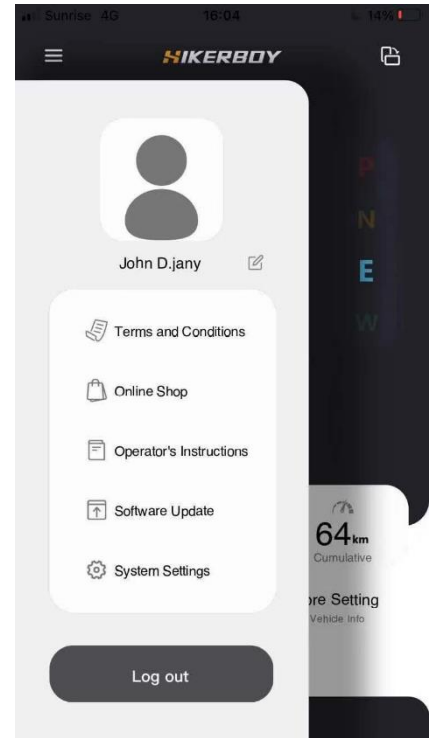 Sunrise 4G 16:04 14%
HIKERBOY
P
N
E
W
John D.jany
Terms and Conditions
Online Shop
Operator's Instructions
Software Update
System Settings
Log out
64km
Cumulative
ore Setting
Vehicle Info